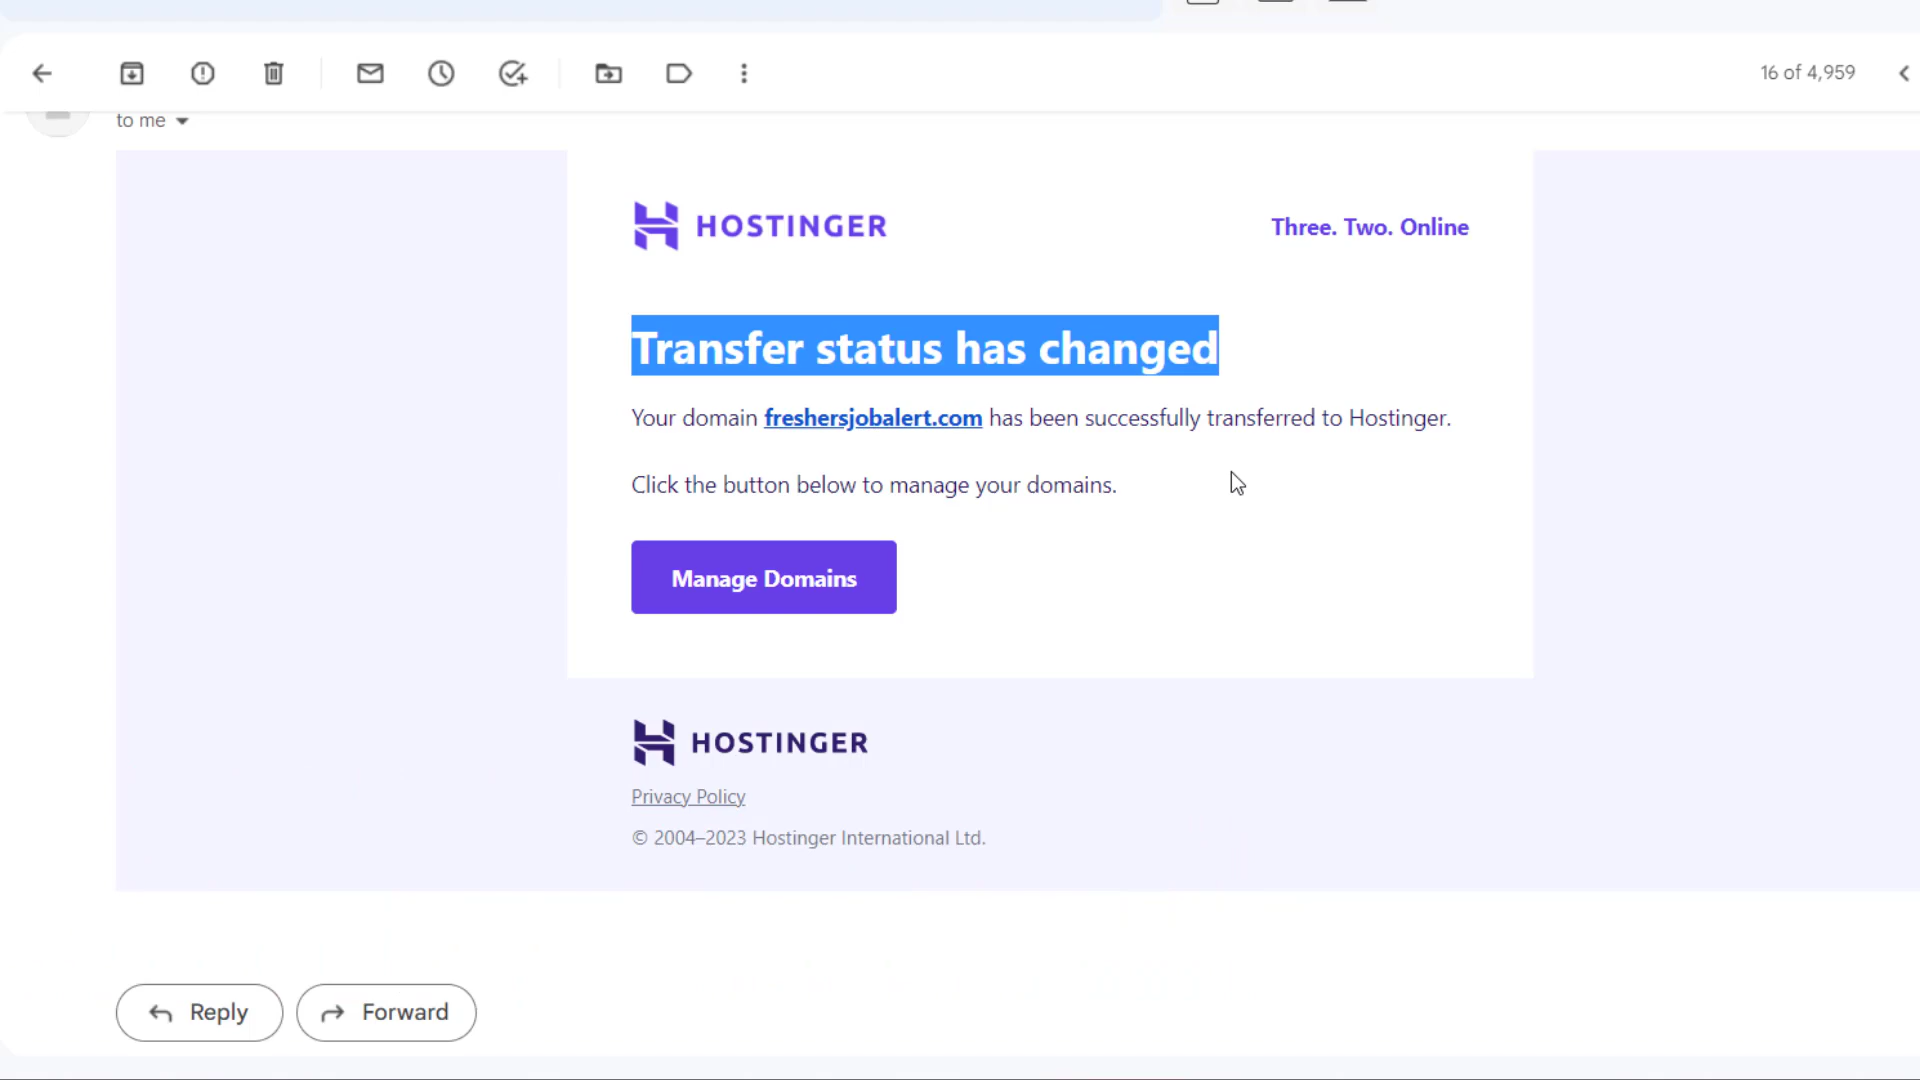 16 of 4,959
to me
HOSTINGER
Three. Two. Online
Transfer status has changed
Your domain freshersjobalert.com has been successfully transferred to Hostinger.
Click the button below to manage your domains.
Manage Domains
HOSTINGER
Privacy Policy
© 2004–2023 Hostinger International Ltd.
Reply
Forward